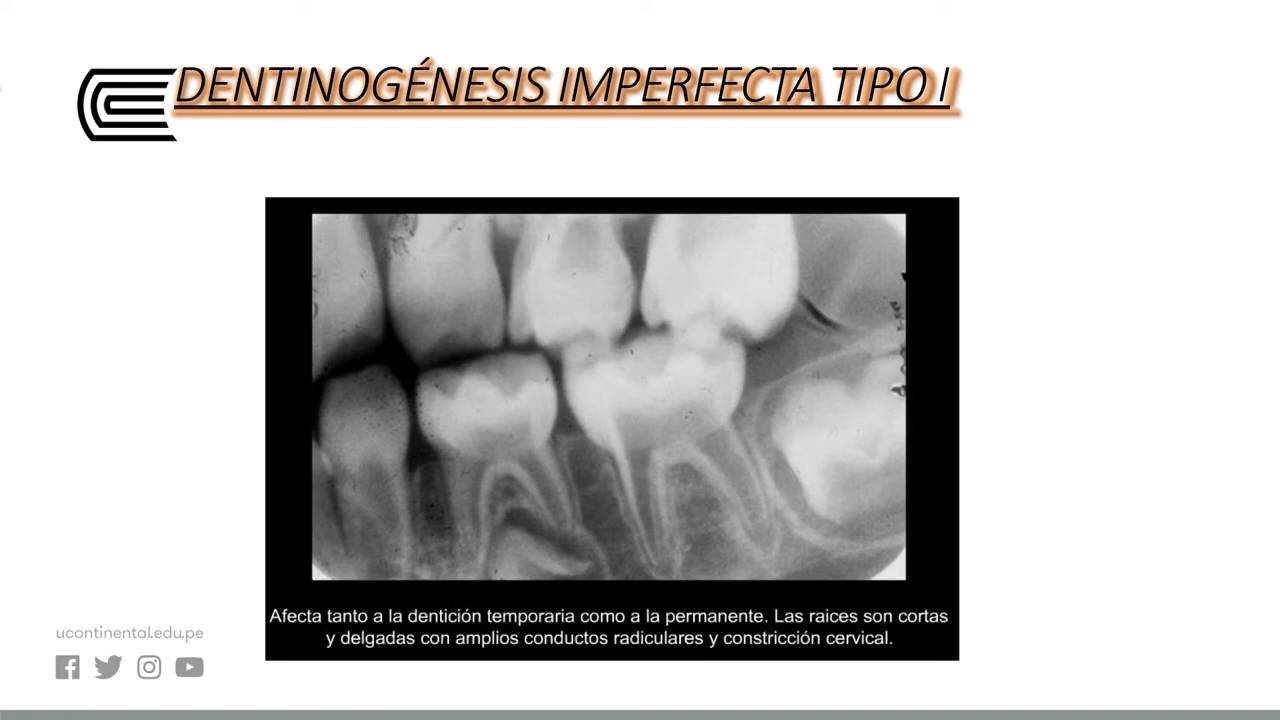 DENTINOGÉNESIS IMPERFECTA TIPO I
Afecta tanto a la dentición temporaria como a la permanente. Las raices son cortas
y delgadas con amplios conductos radiculares y constricción cervical.
ucontinental.edu.pe